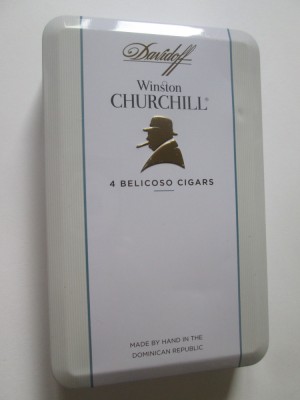 Davidoff
Winston
CHURCHILL®
4 BELICOSO CIGARS
MADE BY HAND IN THE
DOMINICAN REPUBLIC